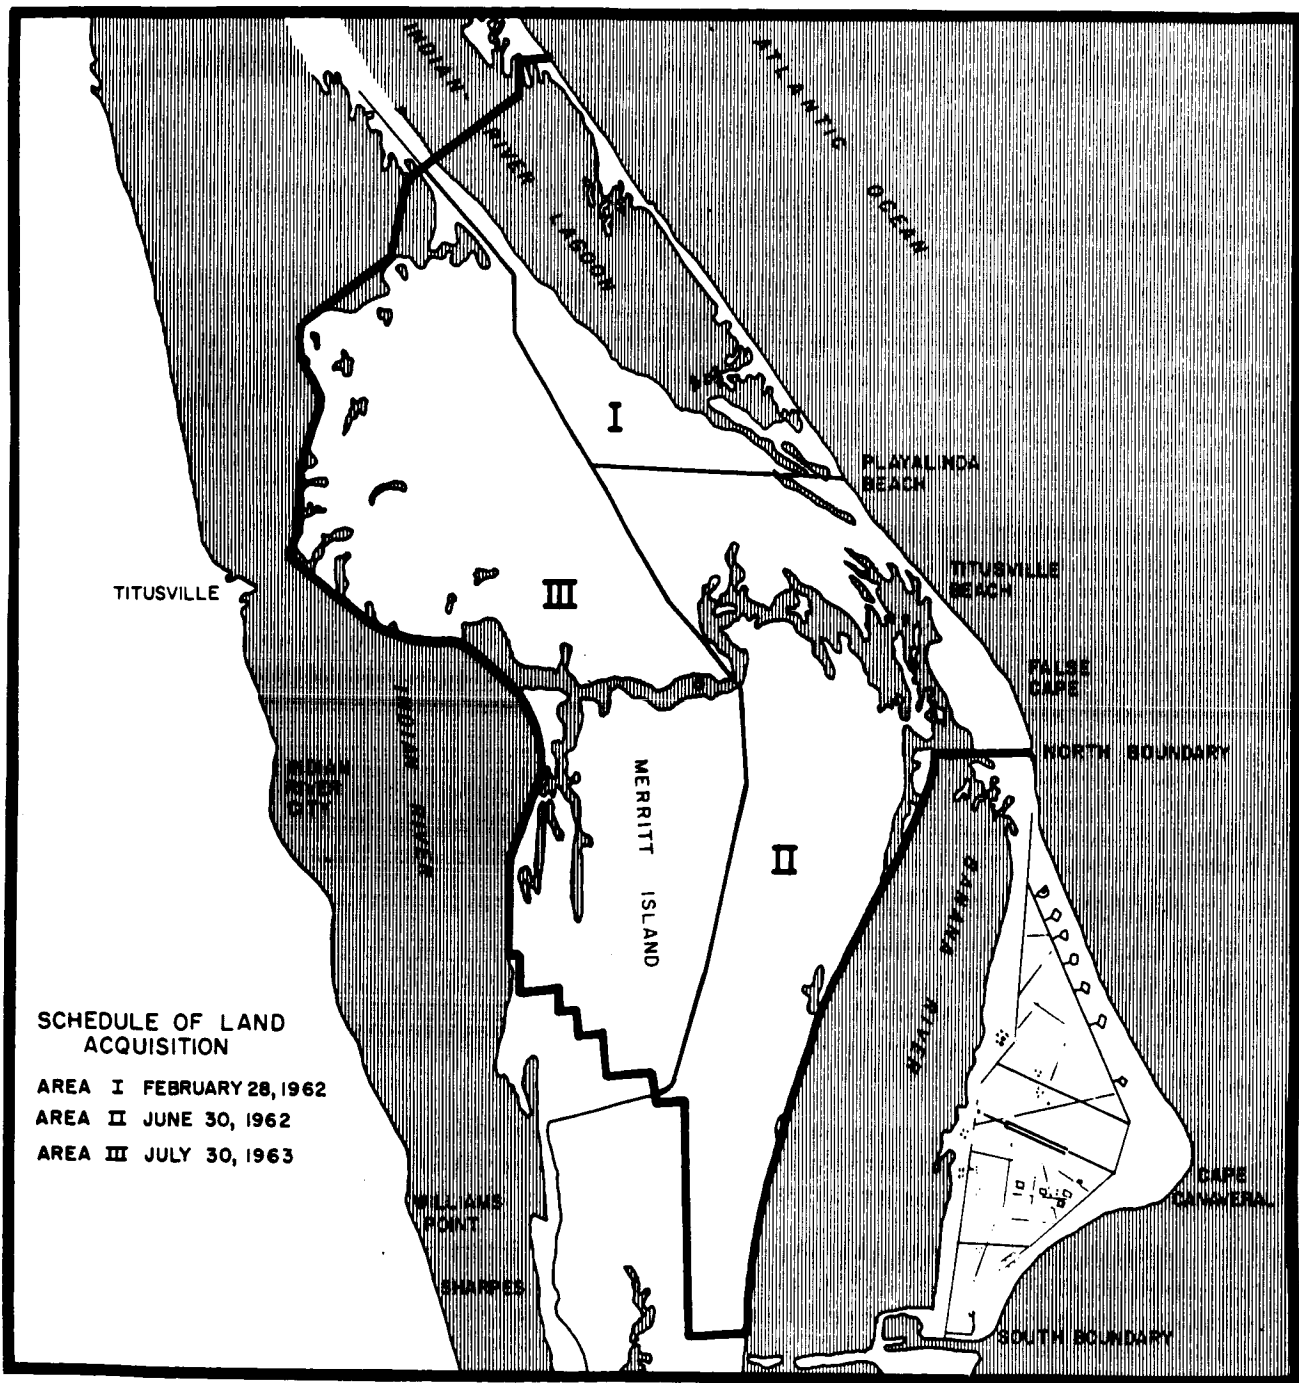 INDIAN
RIVER
LAGOON
ATLANTIC
OCEAN
I
PLAYALINDA
BEACH
TITUSVILLE
BEACH
TITUSVILLE
III
FALSE
CAPE
NORTH BOUNDARY
INDIAN
RIVER
CITY
INDIAN RIVER
MERRITT ISLAND
II
BANANA
RIVER
SCHEDULE OF LAND
ACQUISITION
AREA I FEBRUARY 28, 1962
AREA II JUNE 30, 1962
AREA III JULY 30, 1963
WILLIAMS
POINT
CAPE
CANAVERAL
SHARPES
SOUTH BOUNDARY